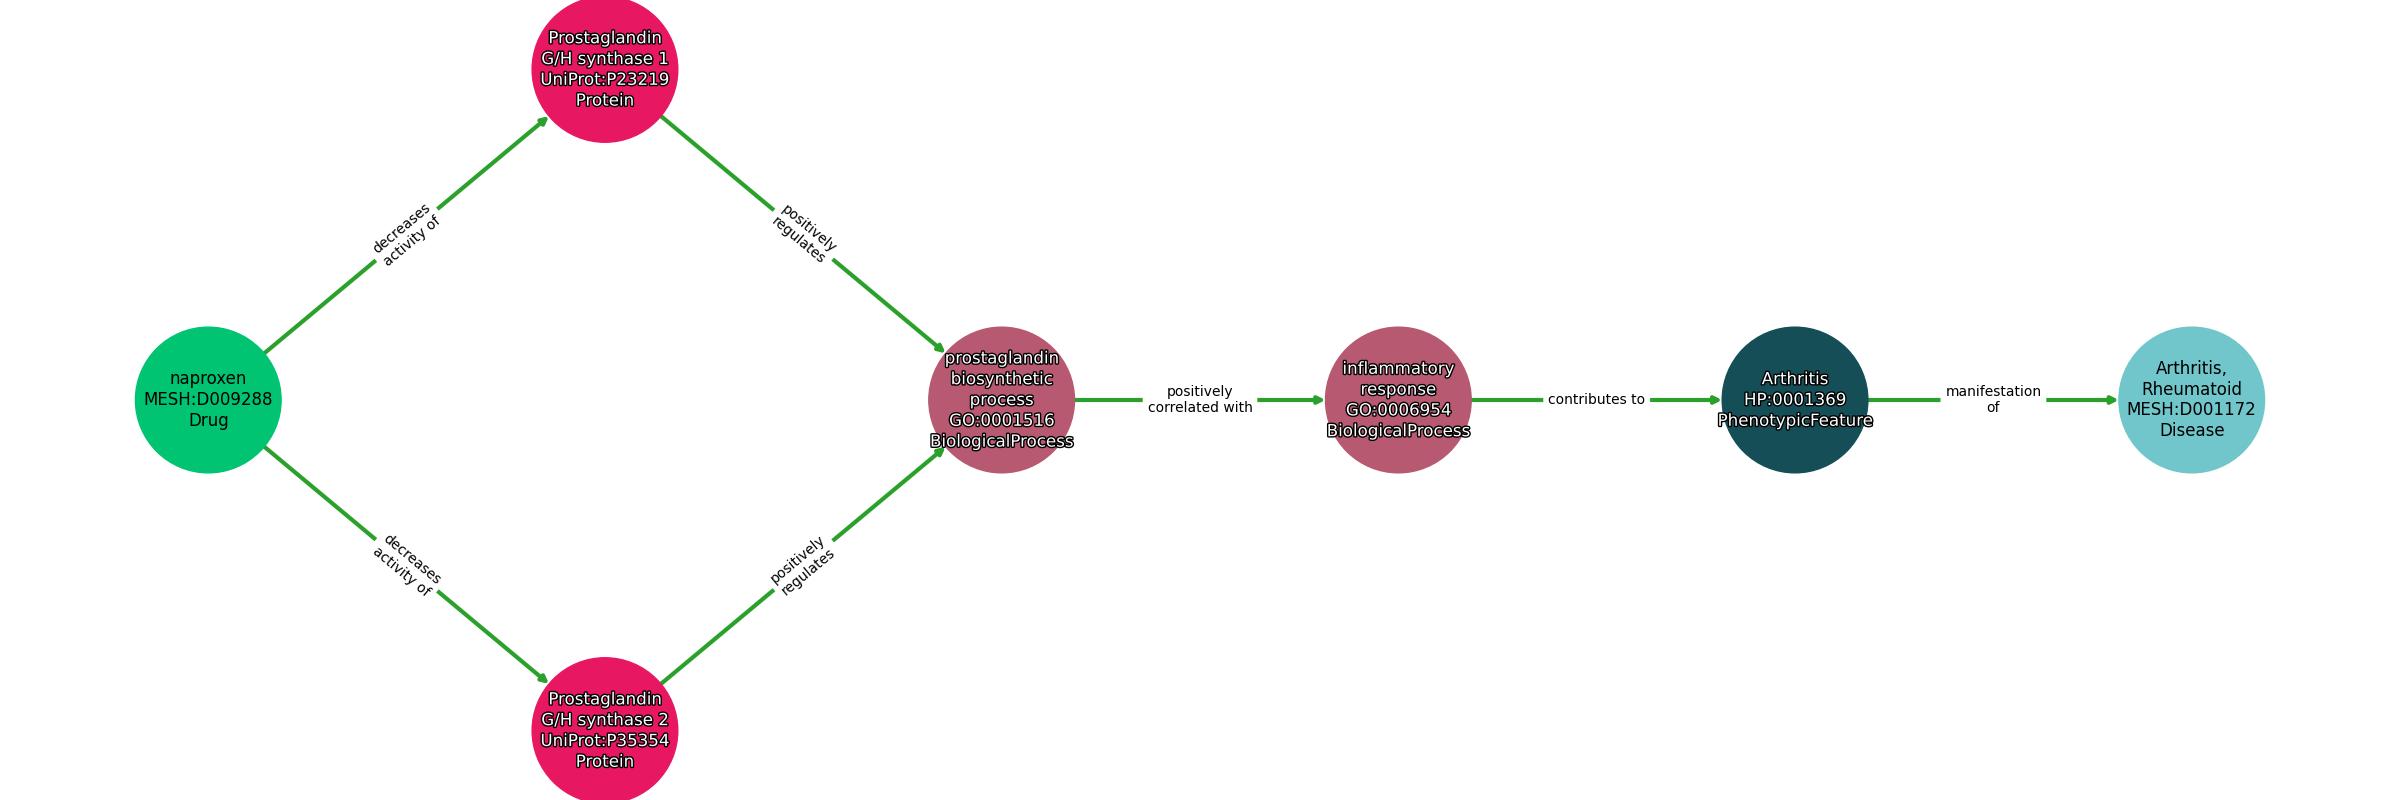 Prostaglandin
G/H synthase 1
UniProt:P23219
Protein
decreases
activity of
positively
regulates
naproxen
MESH:D009288
Drug
prostaglandin
biosynthetic
process
GO:0001516
BiologicalProcess
positively
correlated with
inflammatory
response
GO:0006954
BiologicalProcess
contributes to
Arthritis
HP:0001369
PhenotypicFeature
manifestation
of
Arthritis,
Rheumatoid
MESH:D001172
Disease
decreases
activity of
positively
regulates
Prostaglandin
G/H synthase 2
UniProt:P35354
Protein